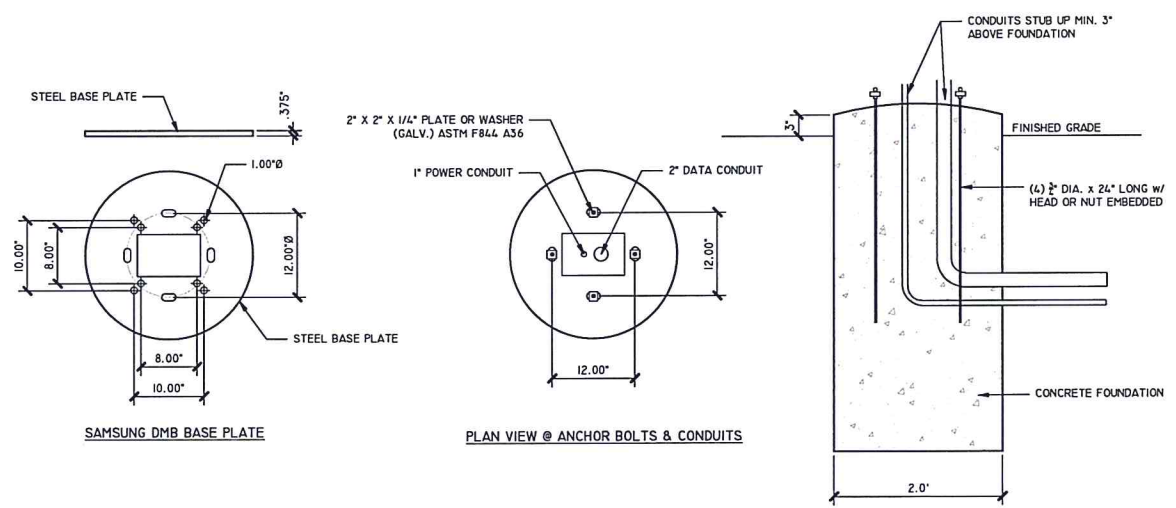 CONDUITS STUB UP MIN. 3"
ABOVE FOUNDATION
STEEL BASE PLATE
.375"
2" X 2" X 1/4" PLATE OR WASHER
(GALV.) ASTM F844 A36
3"
FINISHED GRADE
1.00"Ø
1" POWER CONDUIT
2" DATA CONDUIT
(4) ¾" DIA. x 24" LONG W/
HEAD OR NUT EMBEDDED
10.00"
8.00"
12.00"Ø
12.00"
STEEL BASE PLATE
8.00"
10.00"
12.00"
CONCRETE FOUNDATION
SAMSUNG DMB BASE PLATE
PLAN VIEW @ ANCHOR BOLTS & CONDUITS
2.0'